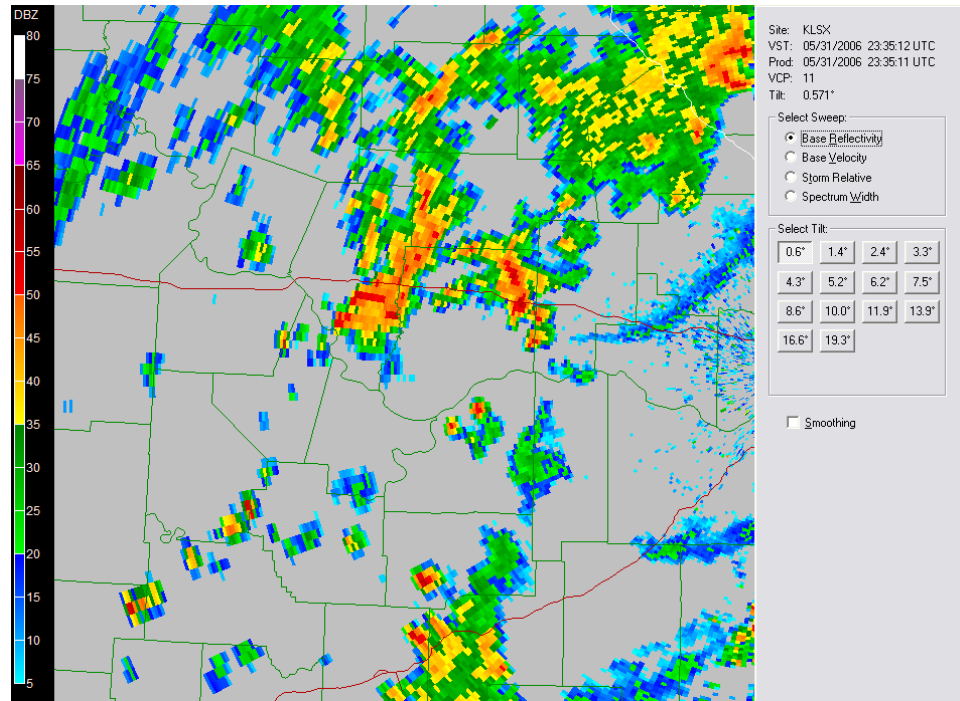 DBZ
80
75
70
65
60
55
50
45
40
35
30
25
20
15
10
5
Site: KLSX
VST: 05/31/2006 23:35:12 UTC
Prod: 05/31/2006 23:35:11 UTC
VCP: 11
Tilt: 0.571°
Select Sweep:
Base Reflectivity
Base Velocity
Storm Relative
Spectrum Width
Select Tilt:
0.6° 1.4° 2.4° 3.3°
4.3° 5.2° 6.2° 7.5°
8.6° 10.0° 11.9° 13.9°
16.6° 19.3°
Smoothing